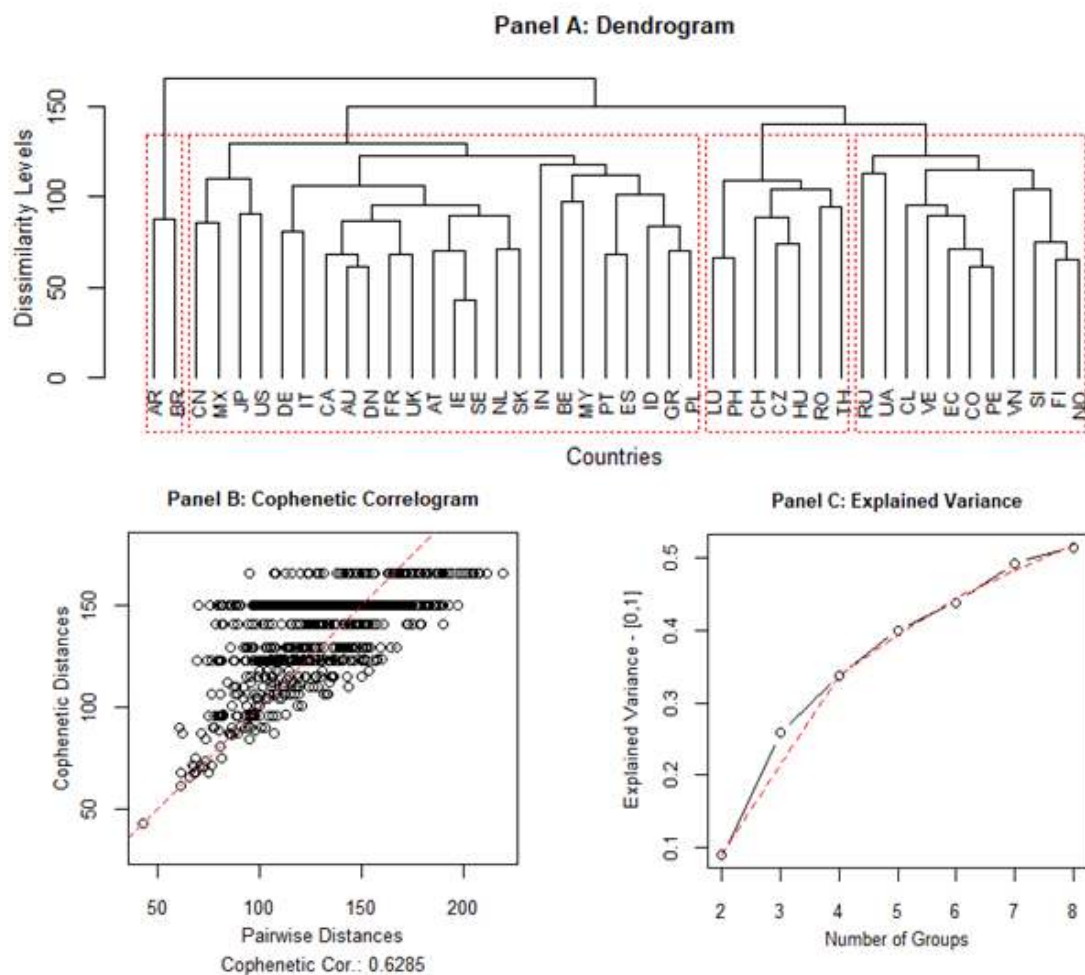 Panel A: Dendrogram
Dissimilarity Levels
150
100
50
0
AR BR CN MX JP US DE IT CA AU DN FR UK AT IE SE NL SK IN BE MY PT ES ID GR PL LU PH CH CZ HU RO TH RU UA CL VE EC CO PE VN SI FI NO
Countries
Panel B: Cophenetic Correlogram
Cophenetic Distances
150
100
50
50 100 150 200
Pairwise Distances
Cophenetic Cor.: 0.6285
Panel C: Explained Variance
Explained Variance - [0,1]
0.5
0.4
0.3
0.2
0.1
2 3 4 5 6 7 8
Number of Groups